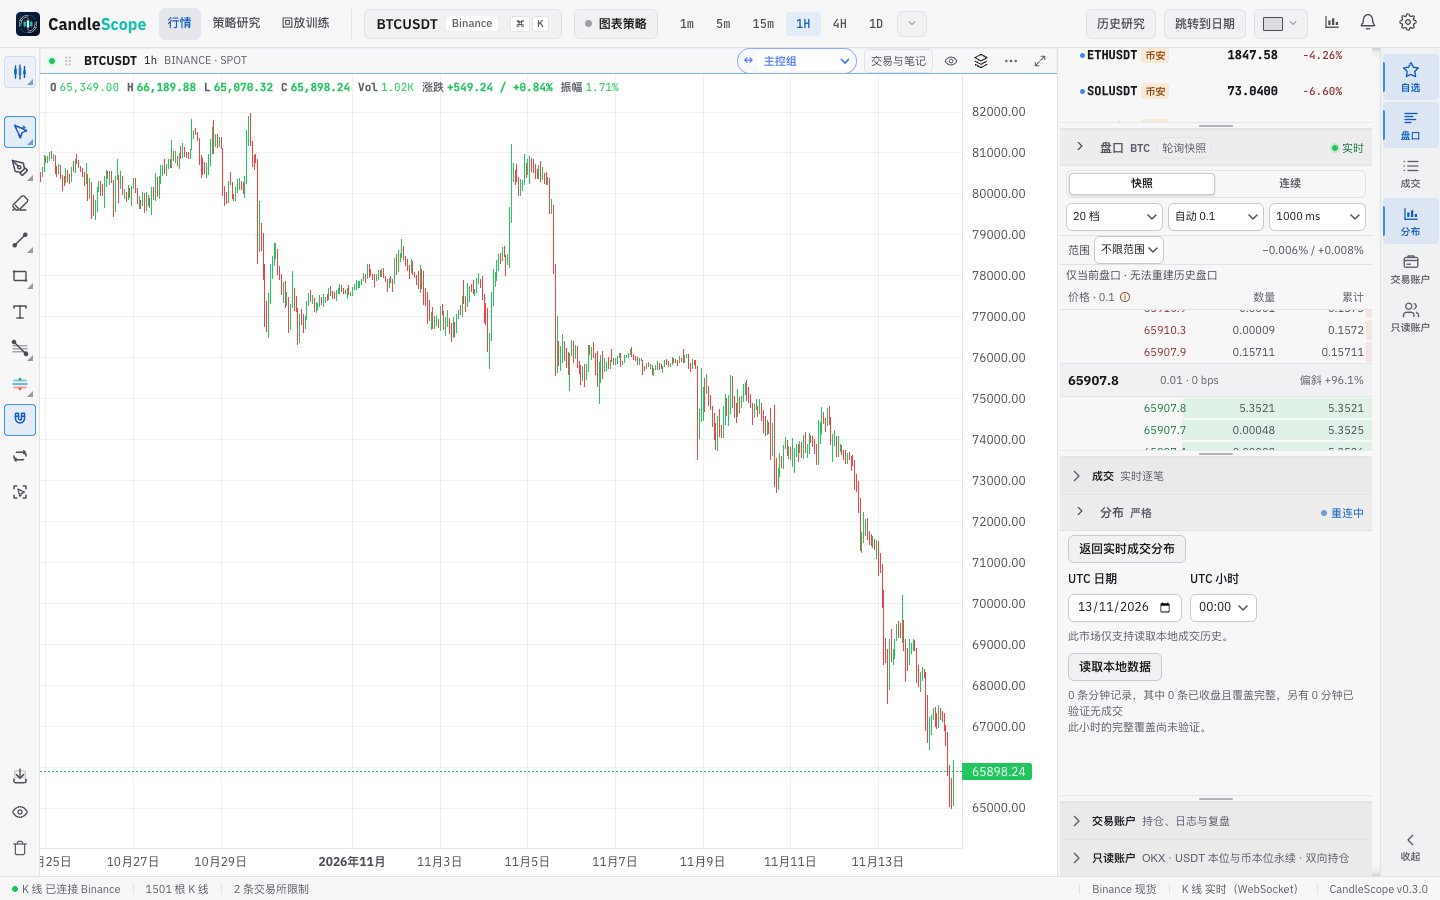 CandleScope 行情 策略研究 回放训练 BTCUSDT Binance ⌘ K 图表策略 1m 5m 15m 1H 4H 1D 历史研究 跳转到日期
BTCUSDT 1h BINANCE · SPOT 主控组 交易与笔记
O 65,349.00 H 66,189.88 L 65,070.32 C 65,898.24 Vol 1.02K 涨跌 +549.24 / +0.84% 振幅 1.71%
82000.00
81000.00
80000.00
79000.00
78000.00
77000.00
76000.00
75000.00
74000.00
73000.00
72000.00
71000.00
70000.00
69000.00
68000.00
67000.00
65898.24
65000.00
月25日 10月27日 10月29日 2026年11月 11月3日 11月5日 11月7日 11月9日 11月11日 11月13日
ETHUSDT 币安 1847.58 -4.26%
SOLUSDT 币安 73.0400 -6.60%
盘口 BTC 轮询快照 实时
快照 连续
20 档 自动 0.1 1000 ms
范围 不限范围 −0.006% / +0.008%
仅当前盘口 · 无法重建历史盘口
价格 · 0.1 数量 累计
65910.3 0.00009 0.1572
65907.9 0.15711 0.15711
65907.8 0.01 · 0 bps 偏斜 +96.1%
65907.8 5.3521 5.3521
65907.7 0.00048 5.3525
成交 实时逐笔
分布 严格 重连中
返回实时成交分布
UTC 日期 UTC 小时
13/11/2026 00:00
此市场仅支持读取本地成交历史。
读取本地数据
0 条分钟记录，其中 0 条已收盘且覆盖完整，另有 0 分钟已
验证无成交
此小时的完整覆盖尚未验证。
交易账户 持仓、日志与复盘
只读账户 OKX · USDT 本位与币本位永续 · 双向持仓
自选
盘口
成交
分布
交易账户
只读账户
收起
K 线 已连接 Binance 1501 根 K 线 2 条交易所限制 Binance 现货 K 线 实时（WebSocket） CandleScope v0.3.0